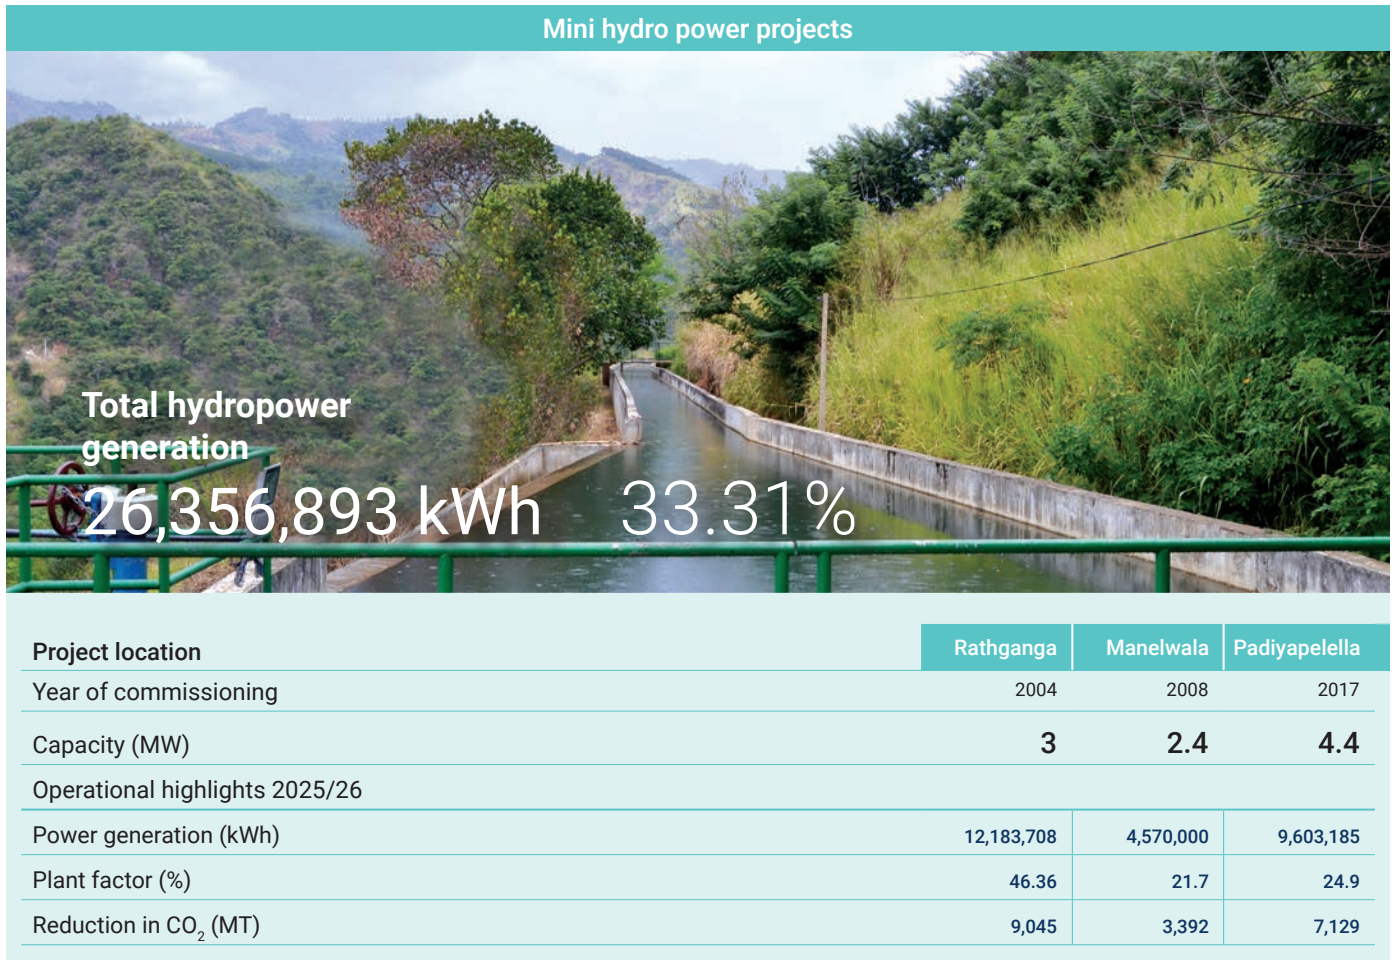 Mini hydro power projects
Total hydropower
generation
26,356,893 kWh 33.31%
Project location Rathganga Manelwala Padiyapelella
Year of commissioning 2004 2008 2017
Capacity (MW) 3 2.4 4.4
Operational highlights 2025/26
Power generation (kWh) 12,183,708 4,570,000 9,603,185
Plant factor (%) 46.36 21.7 24.9
Reduction in CO₂ (MT) 9,045 3,392 7,129